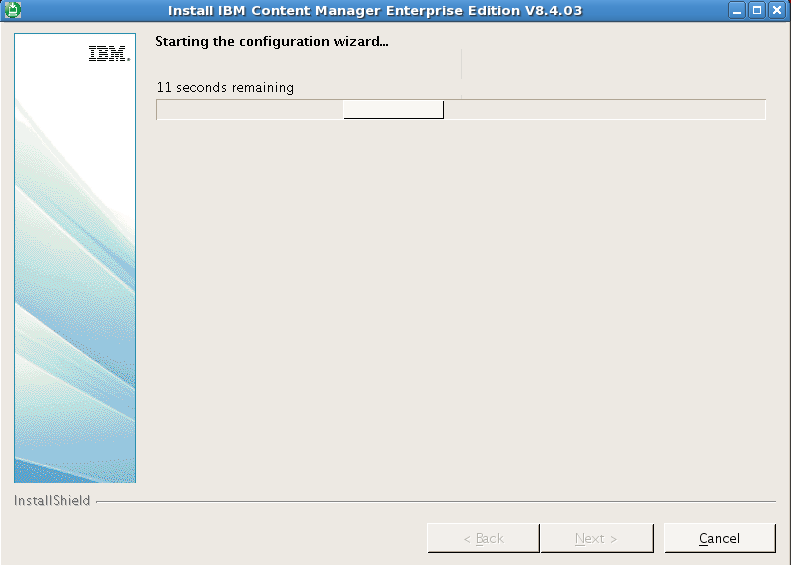 Install IBM Content Manager Enterprise Edition V8.4.03
IBM.
Starting the configuration wizard...
11 seconds remaining
InstallShield
< Back
Next >
Cancel